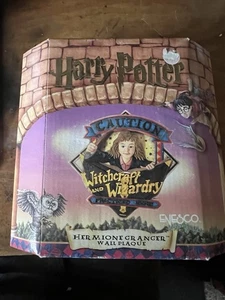 Harry Potter
CAUTION
Witchcraft
AND Wizardry
ENESCO
HERMIONE GRANGER
WALL PLAQUE